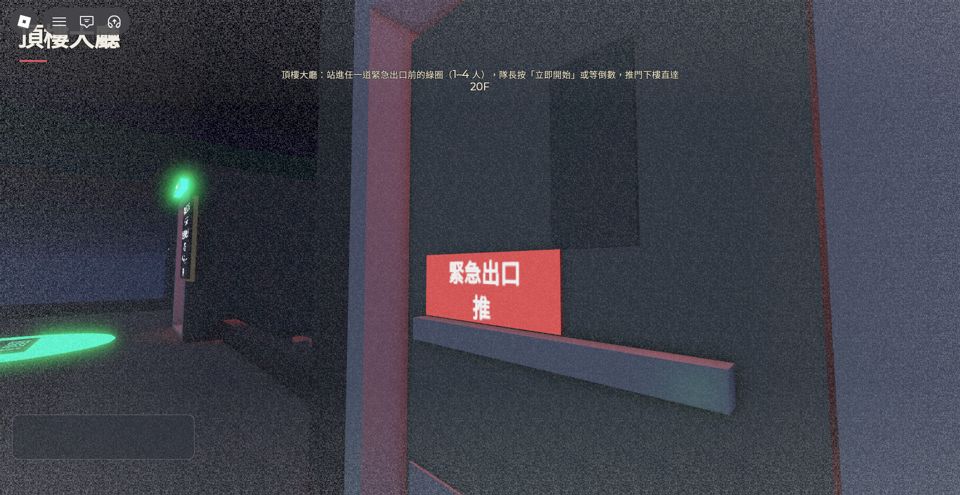 頂樓大廳
頂樓大廳：站進任一道緊急出口前的綠圈（1–4 人），隊長按「立即開始」或等倒數，推門下樓直達
20F
緊急出口
推